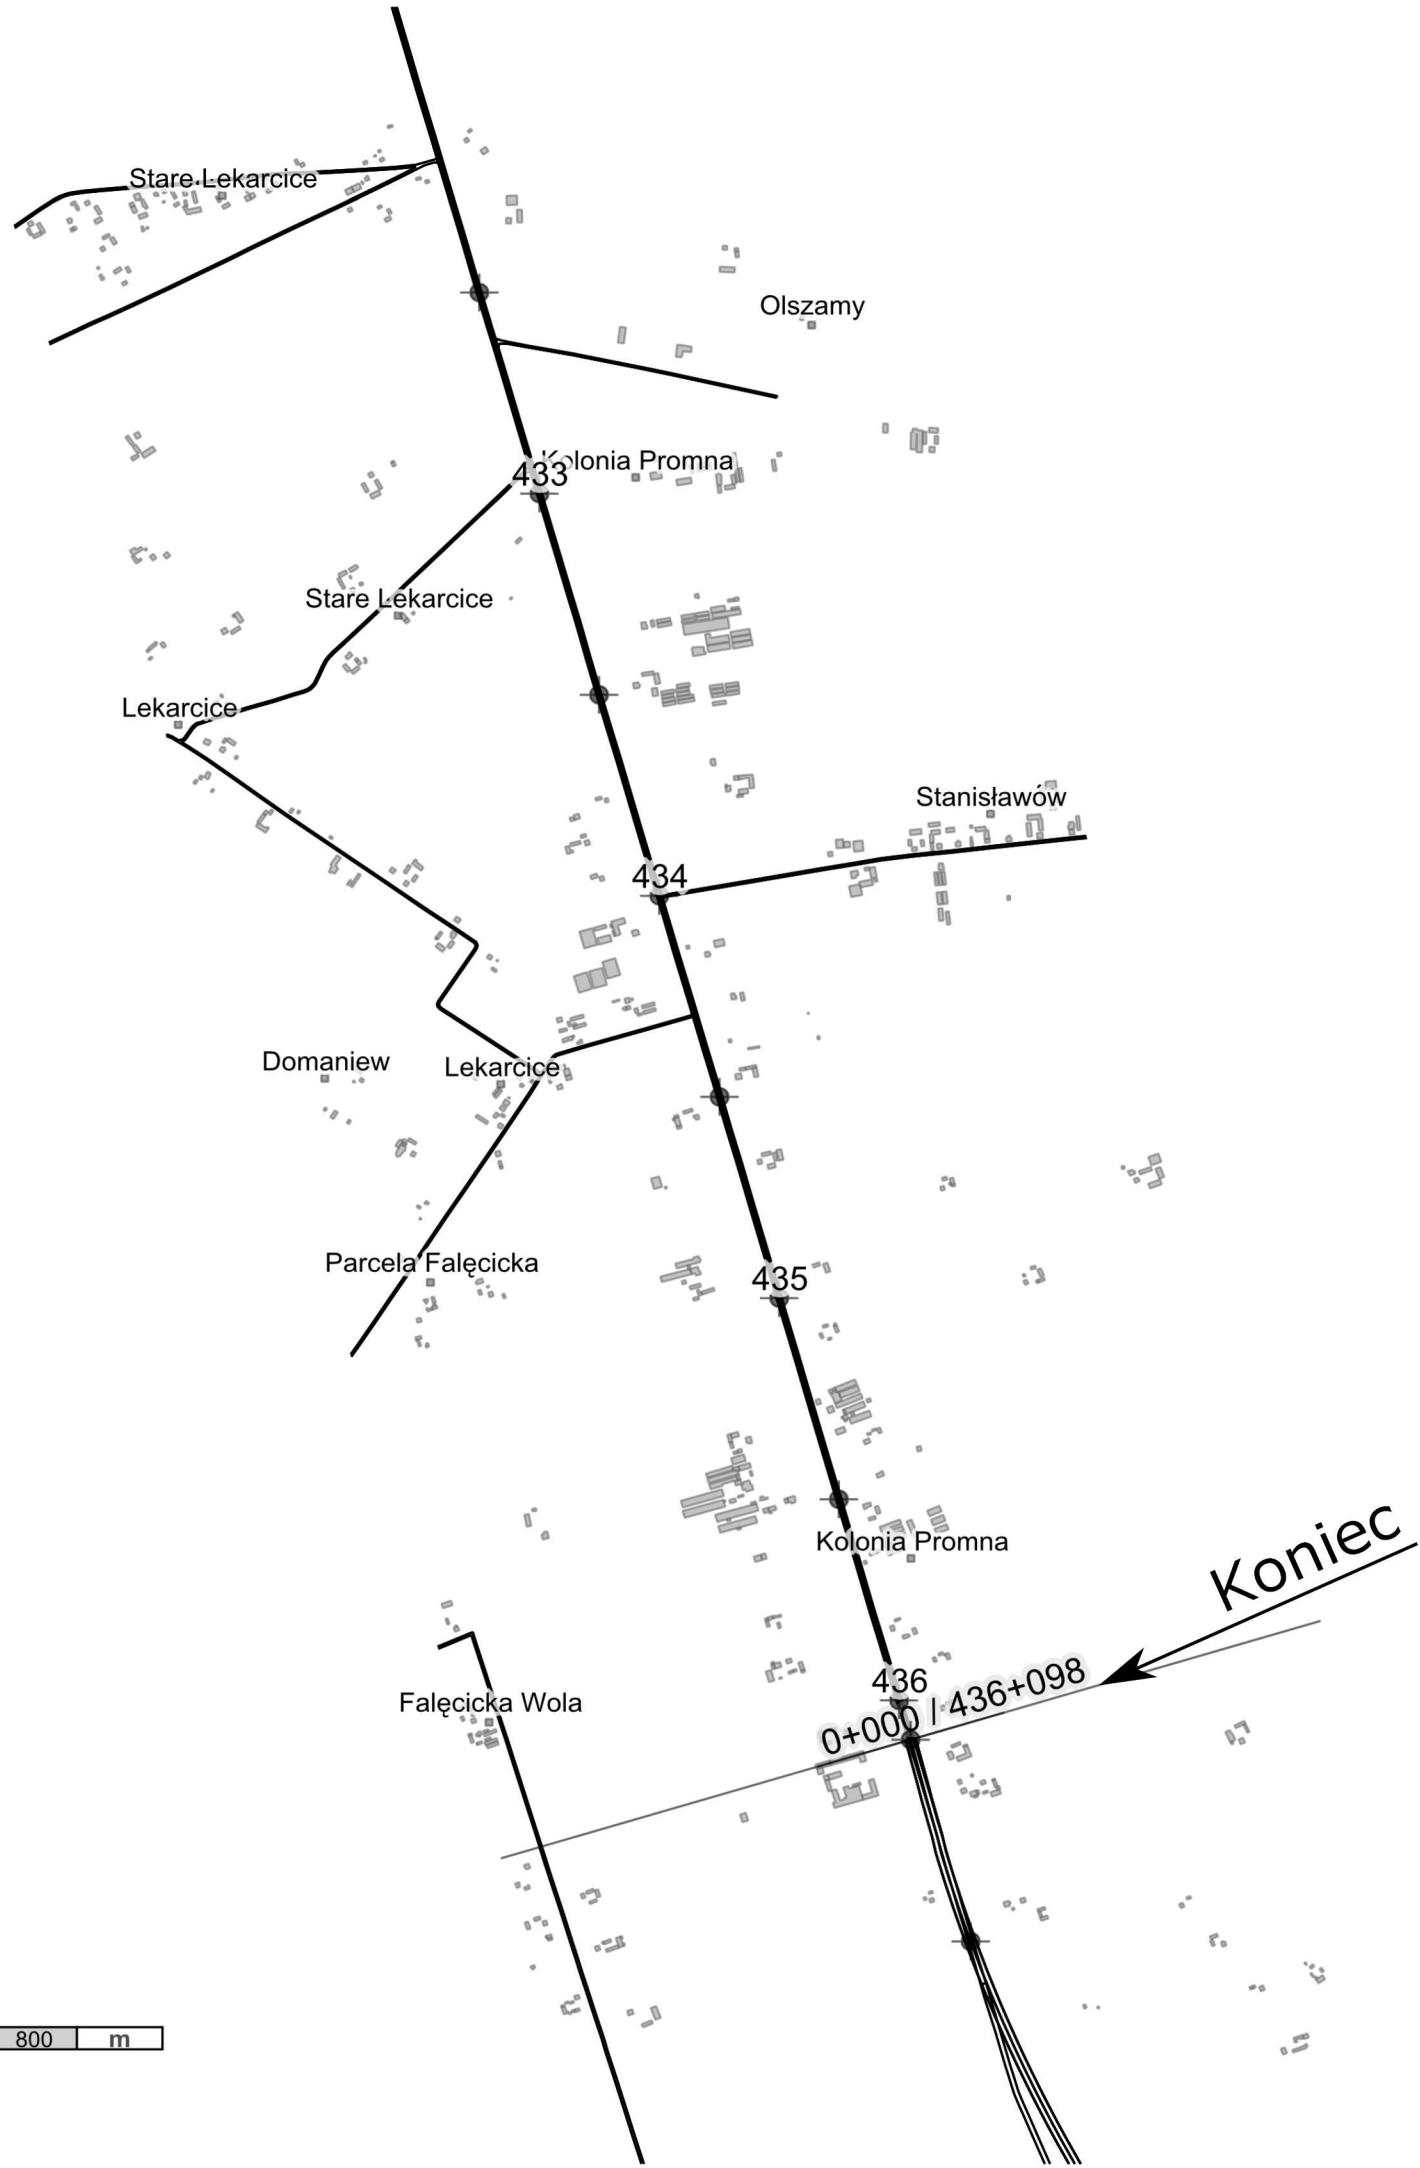 Stare Lekarcice
Olszamy
Kolonia Promna
433
Stare Lekarcice
Lekarcice
Stanisławów
434
Domaniew
Lekarcice
Parcela Falęcicka
435
Kolonia Promna
Koniec
436
0+000 / 436+098
Falęcicka Wola
800 m